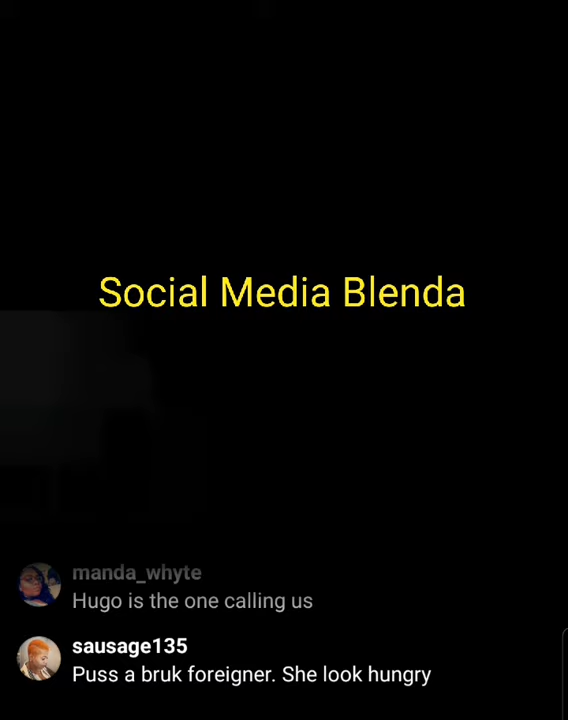 Social Media Blenda
manda_whyte
Hugo is the one calling us
sausage135
Puss a bruk foreigner. She look hungry